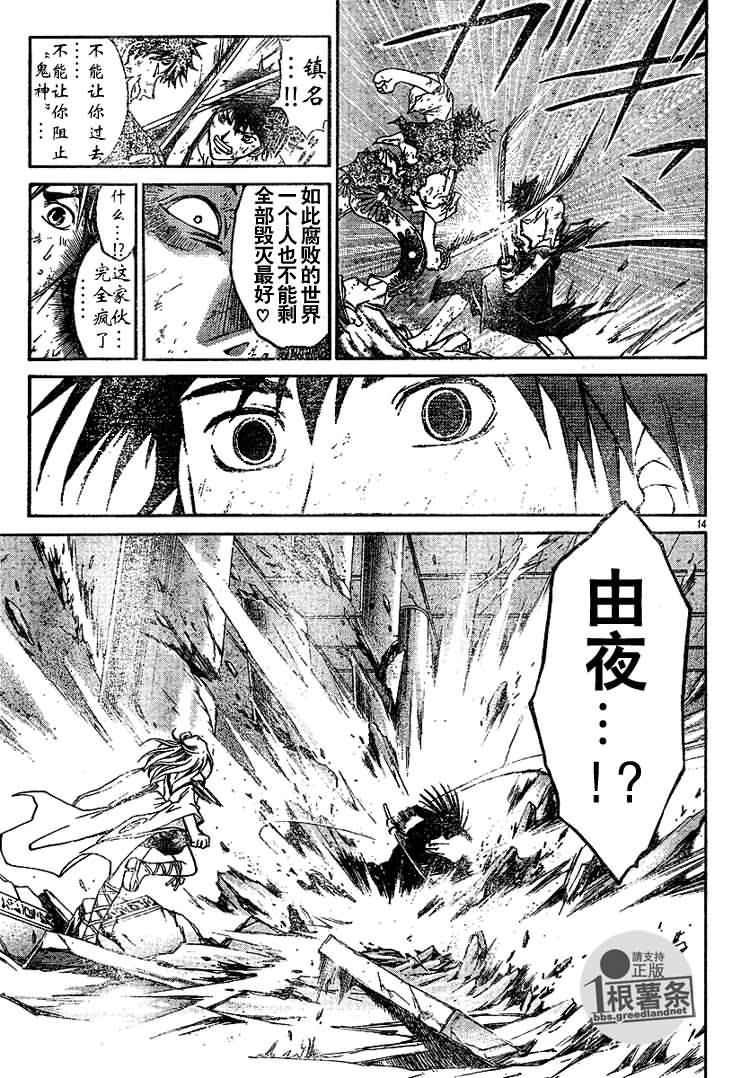 镇名
…!!
不能让你过去
……
不能让你阻止
“鬼神”…
如此腐败的世界
一个人也不能剩
全部毁灭最好♡
什么…!?
这家伙…
完全疯了
……
14
由夜…!?
請支持
正版
1根薯条
bbs.greedlandnet